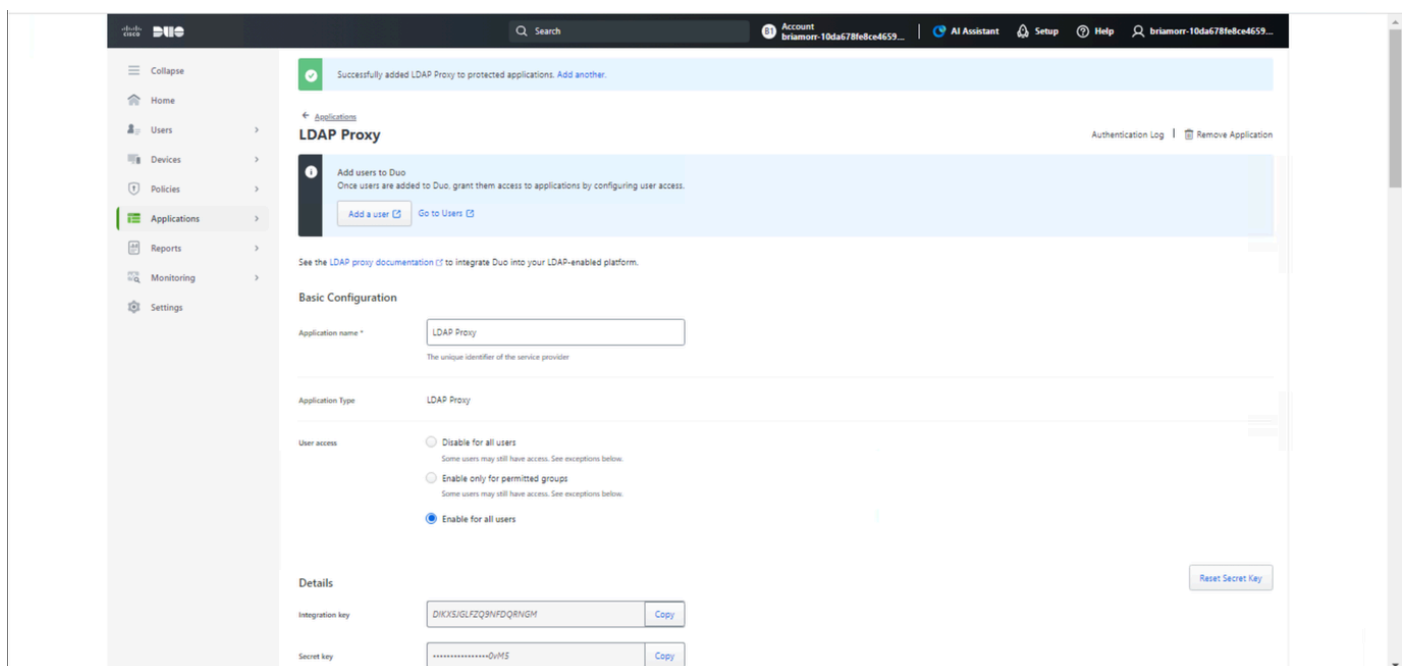 cisco DUO
Search
B1 Account
briamorr-10da678fe8ce4659...
AI Assistant
Setup
Help
briamorr-10da678fe8ce4659...
Collapse
Home
Users
Devices
Policies
Applications
Reports
Monitoring
Settings
Successfully added LDAP Proxy to protected applications. Add another.
Applications
LDAP Proxy
Authentication Log
Remove Application
Add users to Duo
Once users are added to Duo, grant them access to applications by configuring user access.
Add a user
Go to Users
See the LDAP proxy documentation to integrate Duo into your LDAP-enabled platform.
Basic Configuration
Application name *
LDAP Proxy
The unique identifier of the service provider
Application Type
LDAP Proxy
User access
Disable for all users
Some users may still have access. See exceptions below.
Enable only for permitted groups
Some users may still have access. See exceptions below.
Enable for all users
Details
Reset Secret Key
Integration key
DIKXSJGLFZQ9NFDQRNGM
Copy
Secret key
••••••••••••••••0vMS
Copy